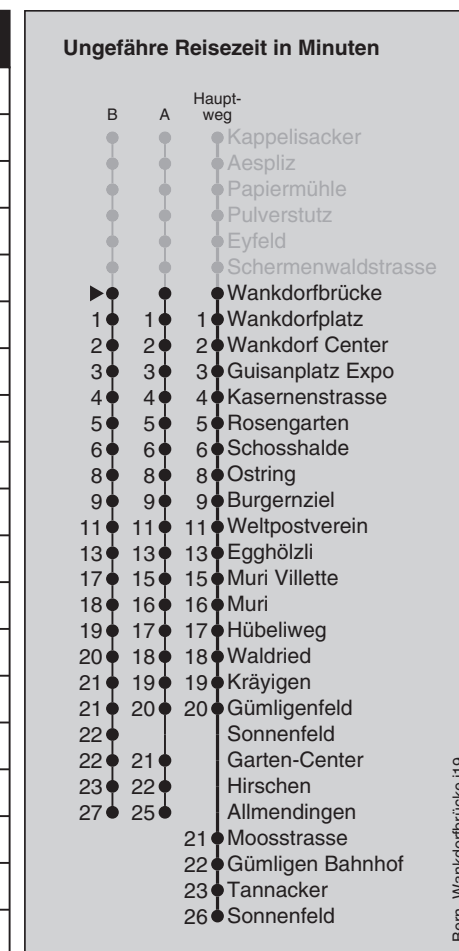 Ungefähre Reisezeit in Minuten
Haupt-
B A weg
Kappelisacker
Aespliz
Papiermühle
Pulverstutz
Eyfeld
Schermenwaldstrasse
Wankdorfbrücke
1 1 1 Wankdorfplatz
2 2 2 Wankdorf Center
3 3 3 Guisanplatz Expo
4 4 4 Kasernenstrasse
5 5 5 Rosengarten
6 6 6 Schosshalde
8 8 8 Ostring
9 9 9 Burgernziel
11 11 11 Weltpostverein
13 13 13 Egghölzli
17 15 15 Muri Villette
18 16 16 Muri
19 17 17 Hübeliweg
20 18 18 Waldried
21 19 19 Kräyigen
21 20 20 Gümligenfeld
22 Sonnenfeld
22 21 Garten-Center
23 22 Hirschen
27 25 Allmendingen
21 Moosstrasse
22 Gümligen Bahnhof
23 Tannacker
26 Sonnenfeld
Bern, Wankdorfbrücke